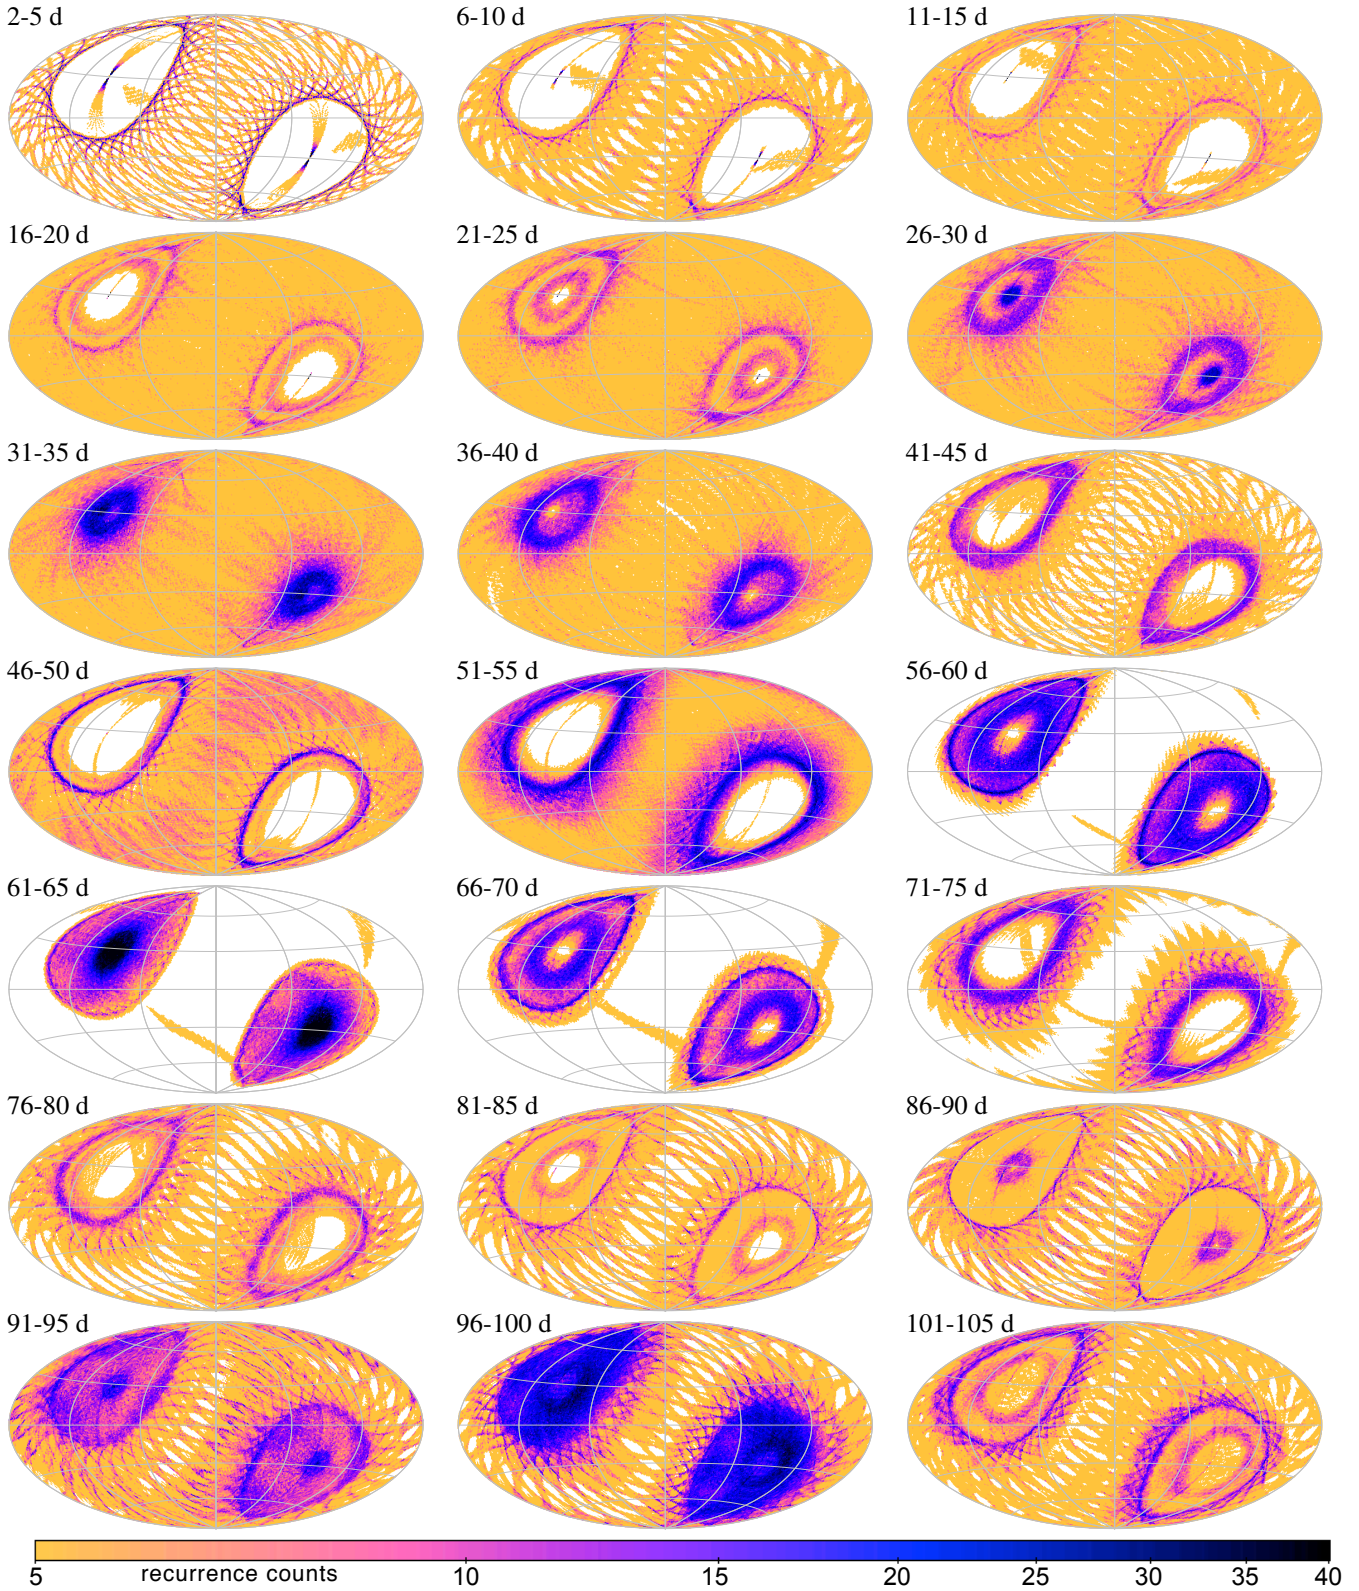 2-5 d 6-10 d 11-15 d
16-20 d 21-25 d 26-30 d
31-35 d 36-40 d 41-45 d
46-50 d 51-55 d 56-60 d
61-65 d 66-70 d 71-75 d
76-80 d 81-85 d 86-90 d
91-95 d 96-100 d 101-105 d
5 recurrence counts 10 15 20 25 30 35 40